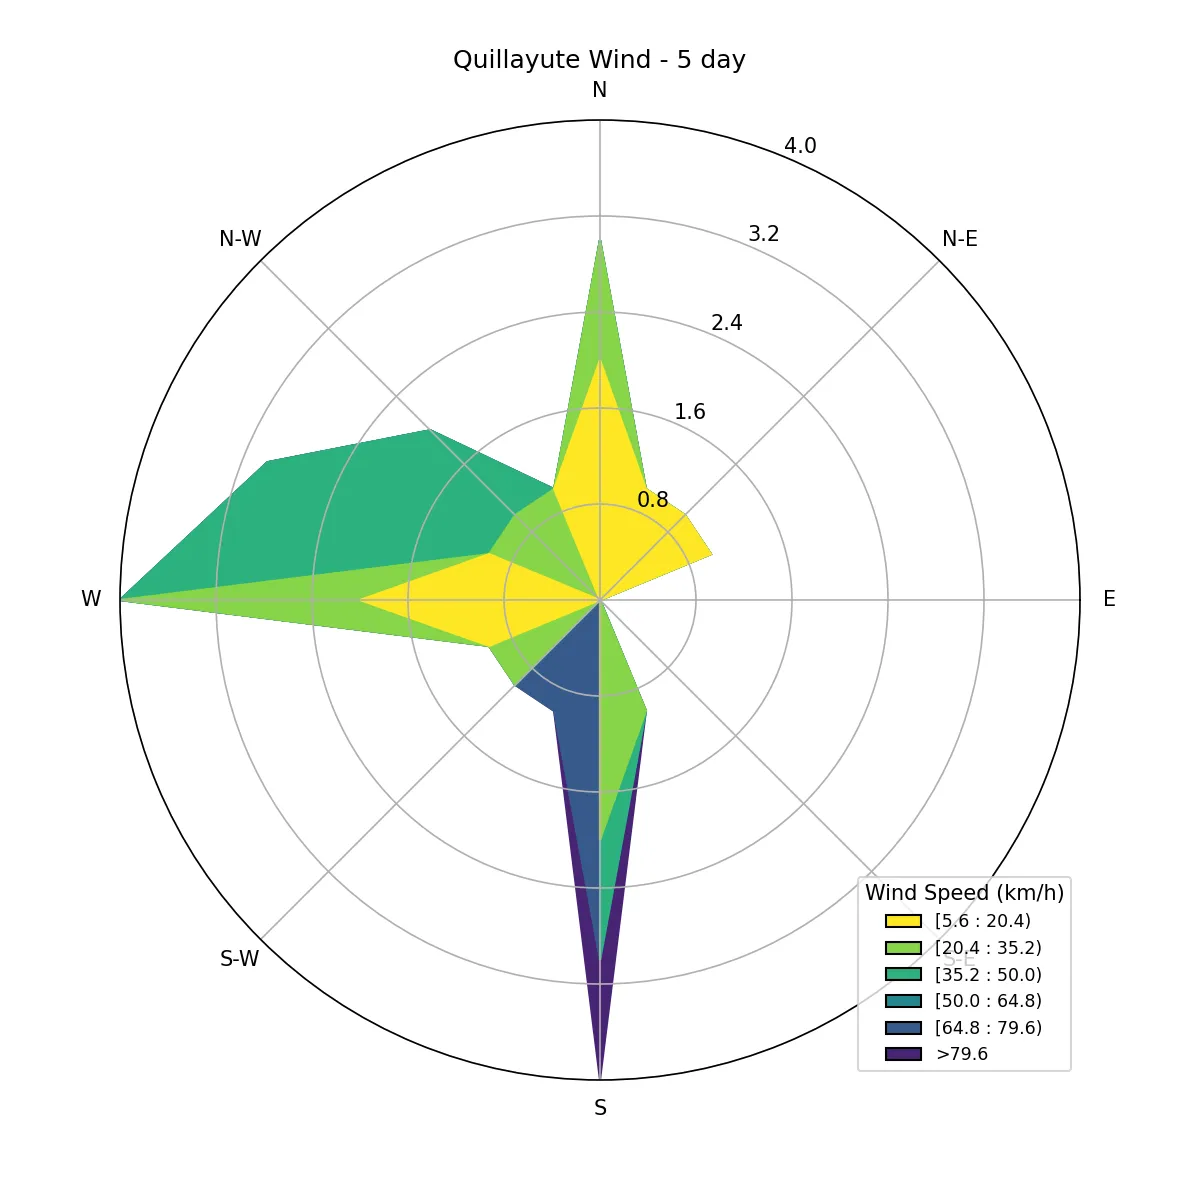 Quillayute Wind - 5 day
N
4.0
N-W
3.2
N-E
2.4
1.6
0.8
W
E
S-W
S-E
S
Wind Speed (km/h)
[5.6 : 20.4)
[20.4 : 35.2)
[35.2 : 50.0)
[50.0 : 64.8)
[64.8 : 79.6)
>79.6